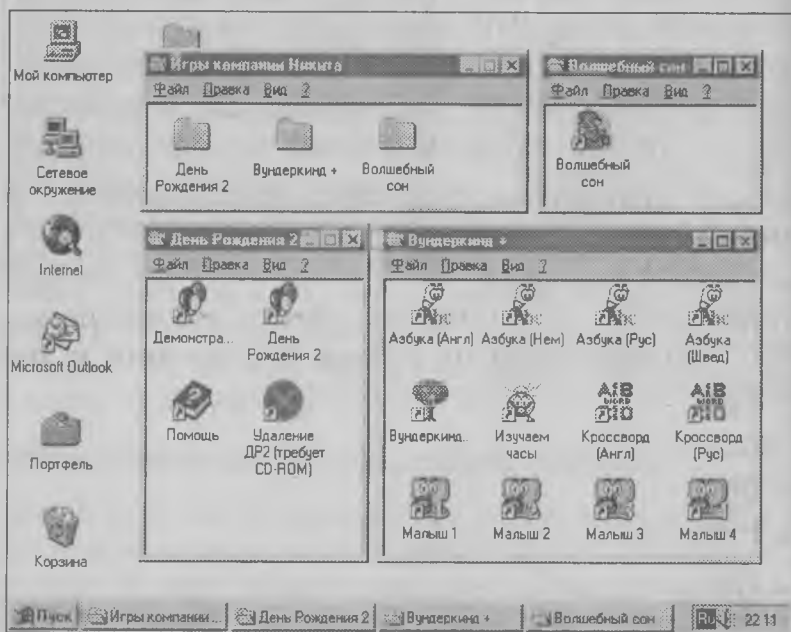 Мой компьютер
Сетевое
окружение
Internet
Microsoft Outlook
Портфель
Корзина
Игры компании Никита
Файл Правка Вид ?
День
Рождения 2
Вундеркинд +
Волшебный
сон
Волшебный сон
Файл Правка Вид ?
Волшебный
сон
День Рождения 2
Файл Правка Вид ?
Демонстра...
День
Рождения 2
Помощь
Удаление
ДР2 (требует
CD-ROM)
Вундеркинд +
Файл Правка Вид ?
Азбука (Англ) Азбука (Нем) Азбука (Рус) Азбука
(Швед)
Вундеркинд..
Изучаем
часы
Кроссворд
(Англ)
Кроссворд
(Рус)
Малыш 1 Малыш 2 Малыш 3 Малыш 4
Пуск Игры компании ... День Рождения 2 Вундеркинд + Волшебный сон Ru 22:11